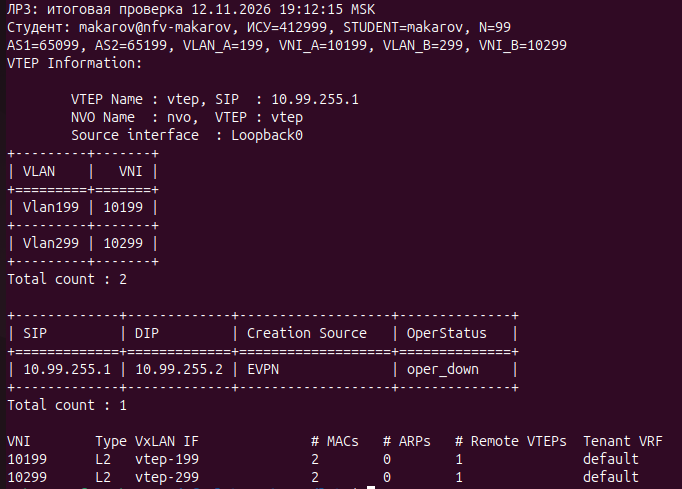 ЛР3: итоговая проверка 12.11.2026 19:12:15 MSK
Студент: makarov@nfv-makarov, ИСУ=412999, STUDENT=makarov, N=99
AS1=65099, AS2=65199, VLAN_A=199, VNI_A=10199, VLAN_B=299, VNI_B=10299
VTEP Information:

        VTEP Name : vtep, SIP  : 10.99.255.1
        NVO Name  : nvo,  VTEP : vtep
        Source interface  : Loopback0
+---------+-------+
| VLAN    |   VNI |
+=========+=======+
| Vlan199 | 10199 |
+---------+-------+
| Vlan299 | 10299 |
+---------+-------+
Total count : 2

+-------------+-------------+-------------------+--------------+
| SIP         | DIP         | Creation Source   | OperStatus   |
+=============+=============+===================+==============+
| 10.99.255.1 | 10.99.255.2 | EVPN              | oper_down    |
+-------------+-------------+-------------------+--------------+
Total count : 1

VNI        Type VxLAN IF              # MACs   # ARPs   # Remote VTEPs  Tenant VRF
10199      L2   vtep-199              2        0        1               default
10299      L2   vtep-299              2        0        1               default